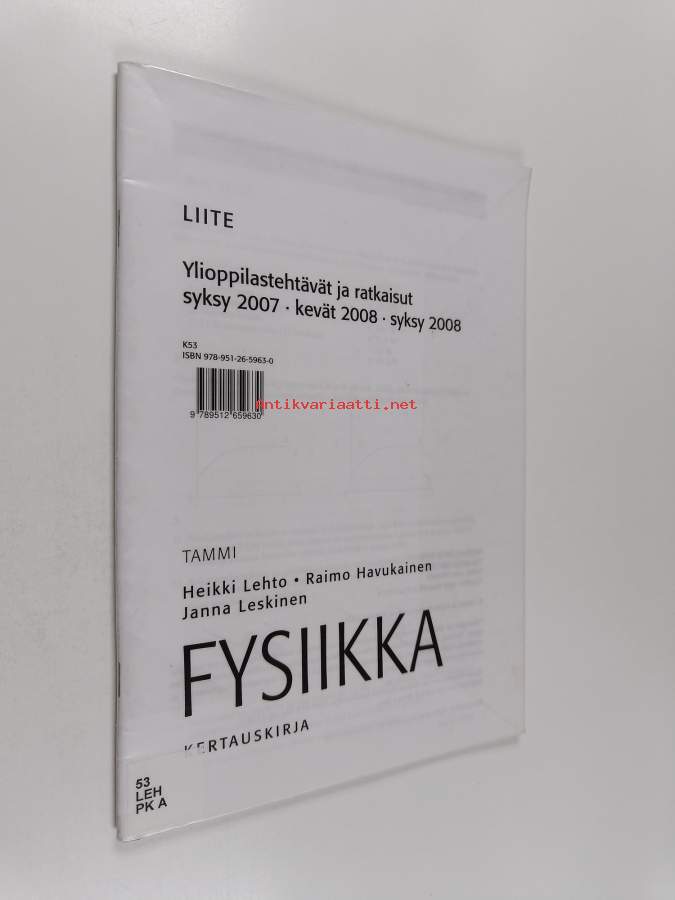 LIITE
Ylioppilastehtävät ja ratkaisut
syksy 2007 · kevät 2008 · syksy 2008
K53
ISBN 978-951-26-5963-0
antikvariaatti.net
9 789512 659630
TAMMI
Heikki Lehto • Raimo Havukainen
Janna Leskinen
FYSIIKKA
KERTAUSKIRJA
53
LEH
PK A